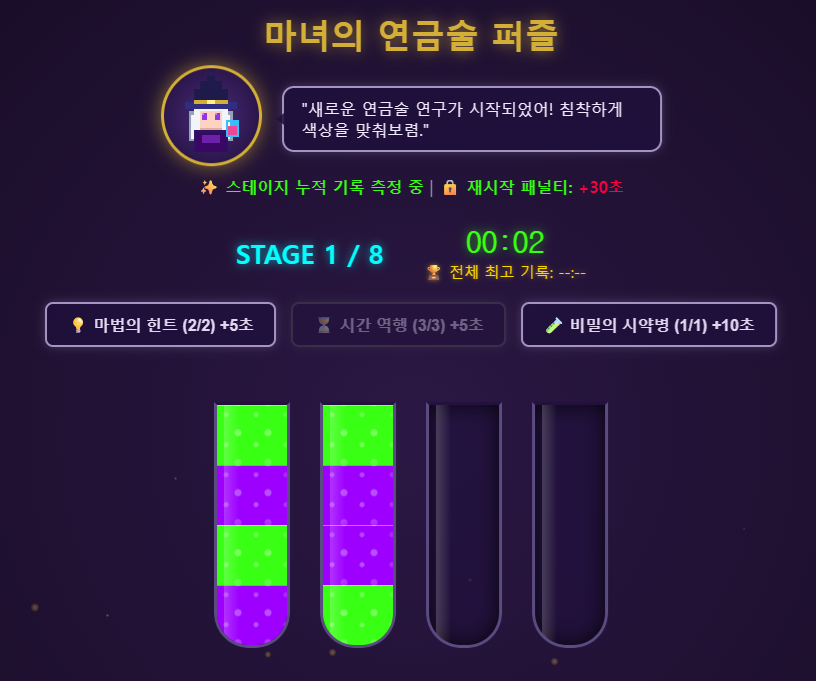 마녀의 연금술 퍼즐
"새로운 연금술 연구가 시작되었어! 침착하게
색상을 맞춰보렴."
✨ 스테이지 누적 기록 측정 중 | 🔒 재시작 패널티: +30초
STAGE 1 / 8
00:02
🏆 전체 최고 기록: --:--
💡 마법의 힌트 (2/2) +5초
⏳ 시간 역행 (3/3) +5초
🧪 비밀의 시약병 (1/1) +10초